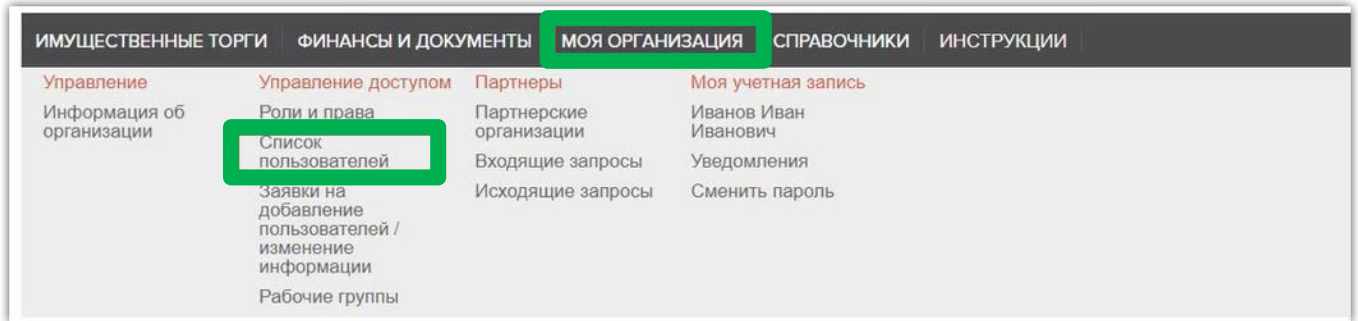 ИМУЩЕСТВЕННЫЕ ТОРГИ ФИНАНСЫ И ДОКУМЕНТЫ МОЯ ОРГАНИЗАЦИЯ СПРАВОЧНИКИ ИНСТРУКЦИИ
Управление
Информация об
организации
Управление доступом
Роли и права
Список
пользователей
Заявки на
добавление
пользователей /
изменение
информации
Рабочие группы
Партнеры
Партнерские
организации
Входящие запросы
Исходящие запросы
Моя учетная запись
Иванов Иван
Иванович
Уведомления
Сменить пароль